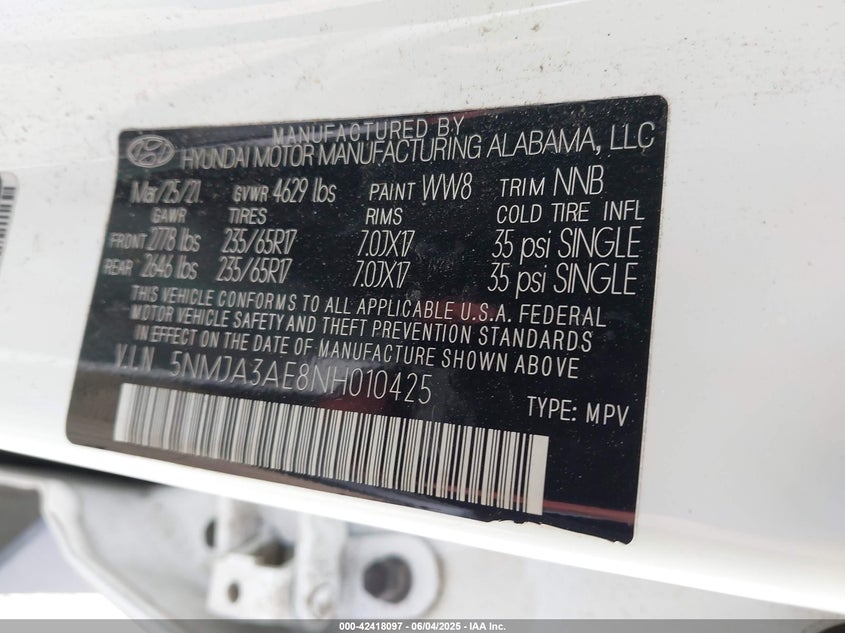 MANUFACTURED BY
HYUNDAI MOTOR MANUFACTURING ALABAMA, LLC
Mar/25/21 GVWR 4629 lbs PAINT WW8 TRIM NNB
GAWR TIRES RIMS COLD TIRE INFL
FRONT 2778 lbs 235/65R17 7.0JX17 35 psi SINGLE
REAR 2646 lbs 235/65R17 7.0JX17 35 psi SINGLE
THIS VEHICLE CONFORMS TO ALL APPLICABLE U.S.A. FEDERAL
MOTOR VEHICLE SAFETY AND THEFT PREVENTION STANDARDS
IN EFFECT ON THE DATE OF MANUFACTURE SHOWN ABOVE
V.I.N 5NMJA3AE8NH010425
TYPE: MPV
000-42418097 - 06/04/2025 - IAA Inc.